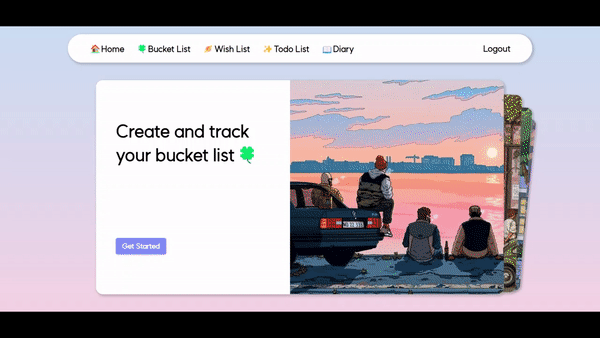 🏠Home 🍀Bucket List 🪐Wish List ✨Todo List 📖Diary Logout
Create and track
your bucket list 🍀
Get Started